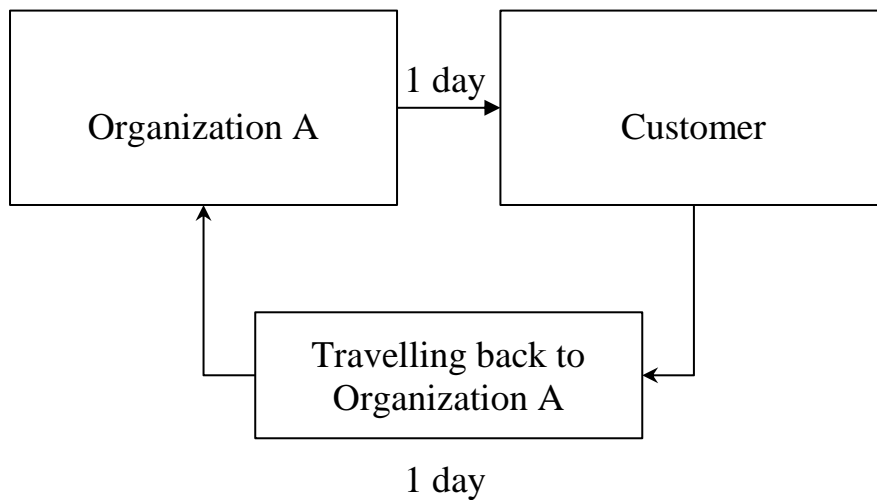 1 day
Organization A
Customer
Travelling back to
Organization A
1 day